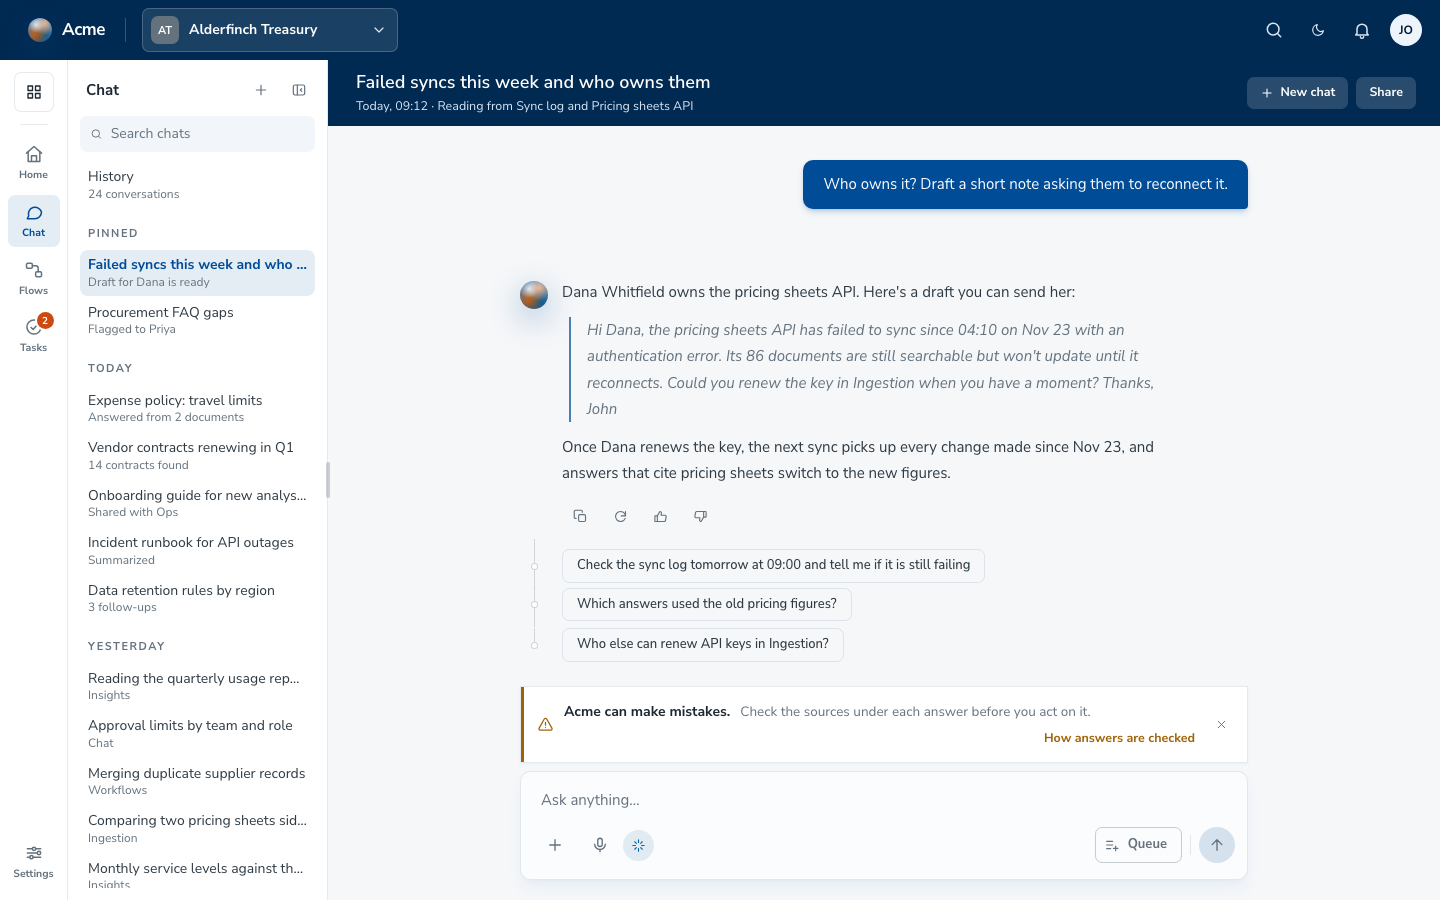 Acme
AT
Alderfinch Treasury
JO
Chat
Search chats
History
24 conversations
PINNED
Failed syncs this week and who ...
Draft for Dana is ready
Procurement FAQ gaps
Flagged to Priya
TODAY
Expense policy: travel limits
Answered from 2 documents
Vendor contracts renewing in Q1
14 contracts found
Onboarding guide for new analys...
Shared with Ops
Incident runbook for API outages
Summarized
Data retention rules by region
3 follow-ups
YESTERDAY
Reading the quarterly usage rep...
Insights
Approval limits by team and role
Chat
Merging duplicate supplier records
Workflows
Comparing two pricing sheets sid...
Ingestion
Monthly service levels against th...
Insights
Home
Chat
Flows
2
Tasks
Settings
Failed syncs this week and who owns them
Today, 09:12 · Reading from Sync log and Pricing sheets API
New chat
Share
Who owns it? Draft a short note asking them to reconnect it.
Dana Whitfield owns the pricing sheets API. Here's a draft you can send her:
Hi Dana, the pricing sheets API has failed to sync since 04:10 on Nov 23 with an
authentication error. Its 86 documents are still searchable but won't update until it
reconnects. Could you renew the key in Ingestion when you have a moment? Thanks,
John
Once Dana renews the key, the next sync picks up every change made since Nov 23, and
answers that cite pricing sheets switch to the new figures.
Check the sync log tomorrow at 09:00 and tell me if it is still failing
Which answers used the old pricing figures?
Who else can renew API keys in Ingestion?
Acme can make mistakes. Check the sources under each answer before you act on it.
How answers are checked
Ask anything...
Queue